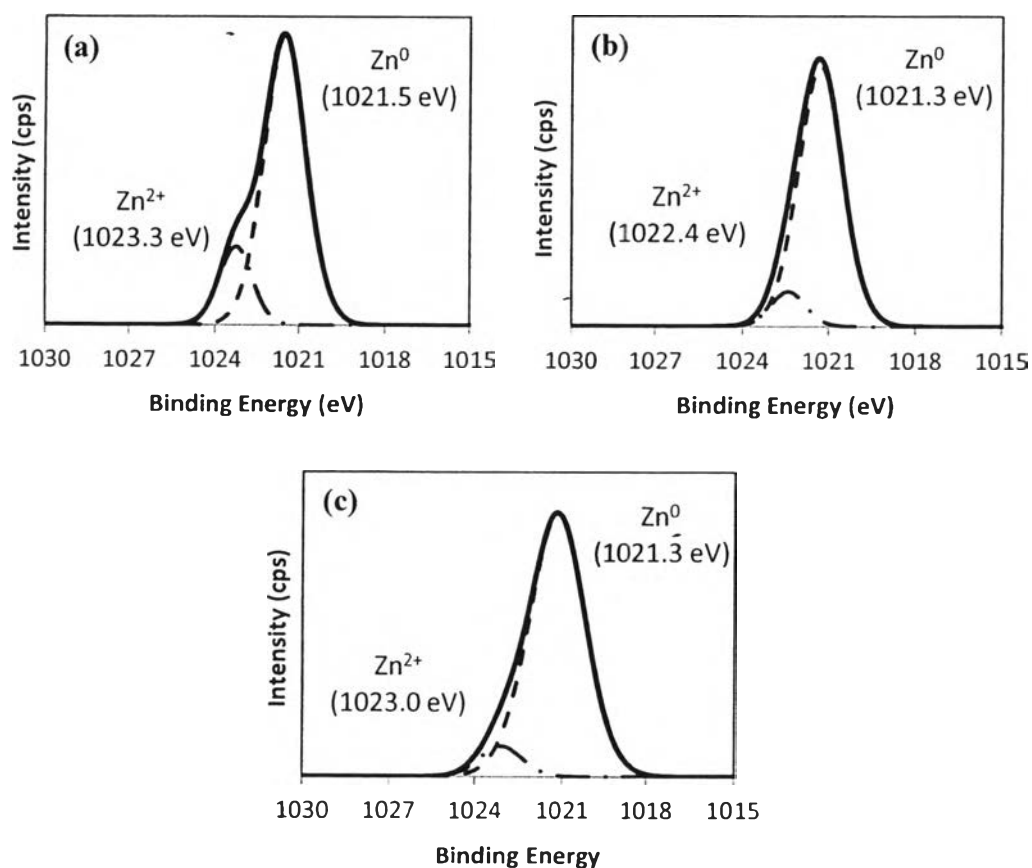 (a)
Zn⁰
(1021.5 eV)
Zn²⁺
(1023.3 eV)
Intensity (cps)
1030 1027 1024 1021 1018 1015
Binding Energy (eV)
(b)
Zn⁰
(1021.3 eV)
Zn²⁺
(1022.4 eV)
Intensity (cps)
1030 1027 1024 1021 1018 1015
Binding Energy (eV)
(c)
Zn⁰
(1021.3 eV)
Zn²⁺
(1023.0 eV)
Intensity (cps)
1030 1027 1024 1021 1018 1015
Binding Energy